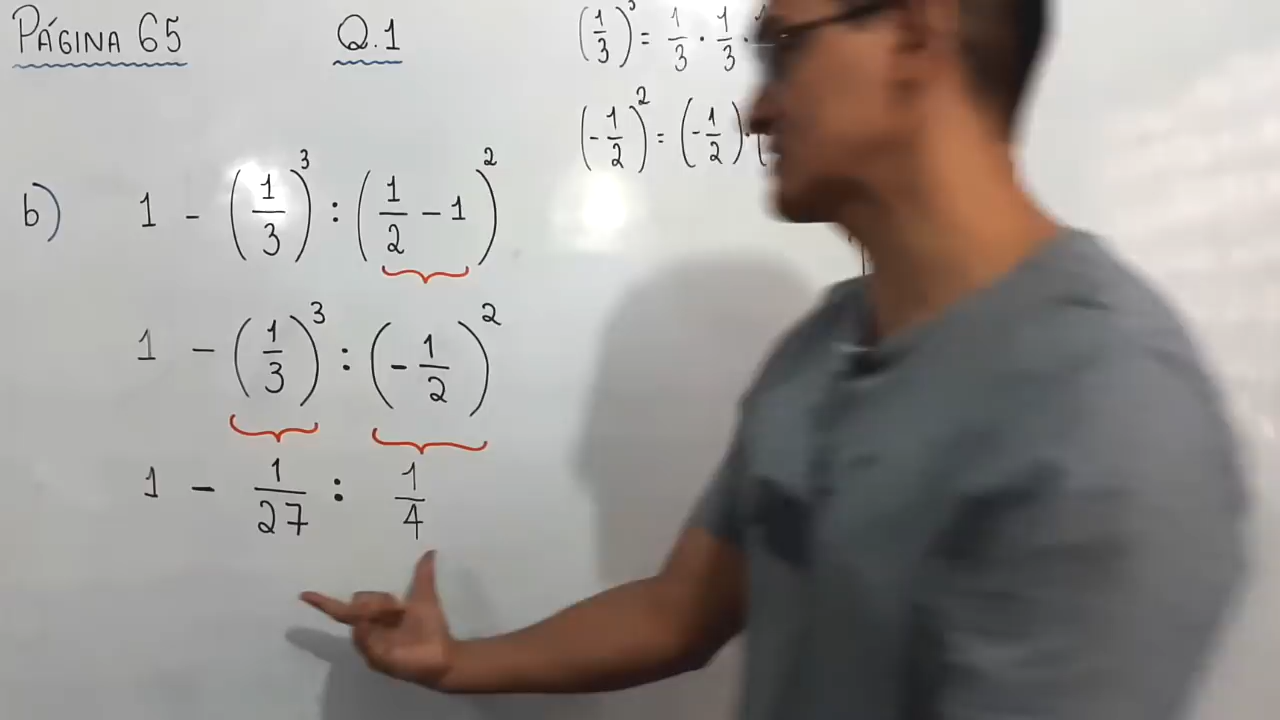 PÁGINA 65
Q.1
(1/3)³ = 1/3 · 1/3 ·
(-1/2)² = (-1/2) · (
b) 1 - (1/3)³ : (1/2 - 1)²
1 - (1/3)³ : (-1/2)²
1 - 1/27 : 1/4